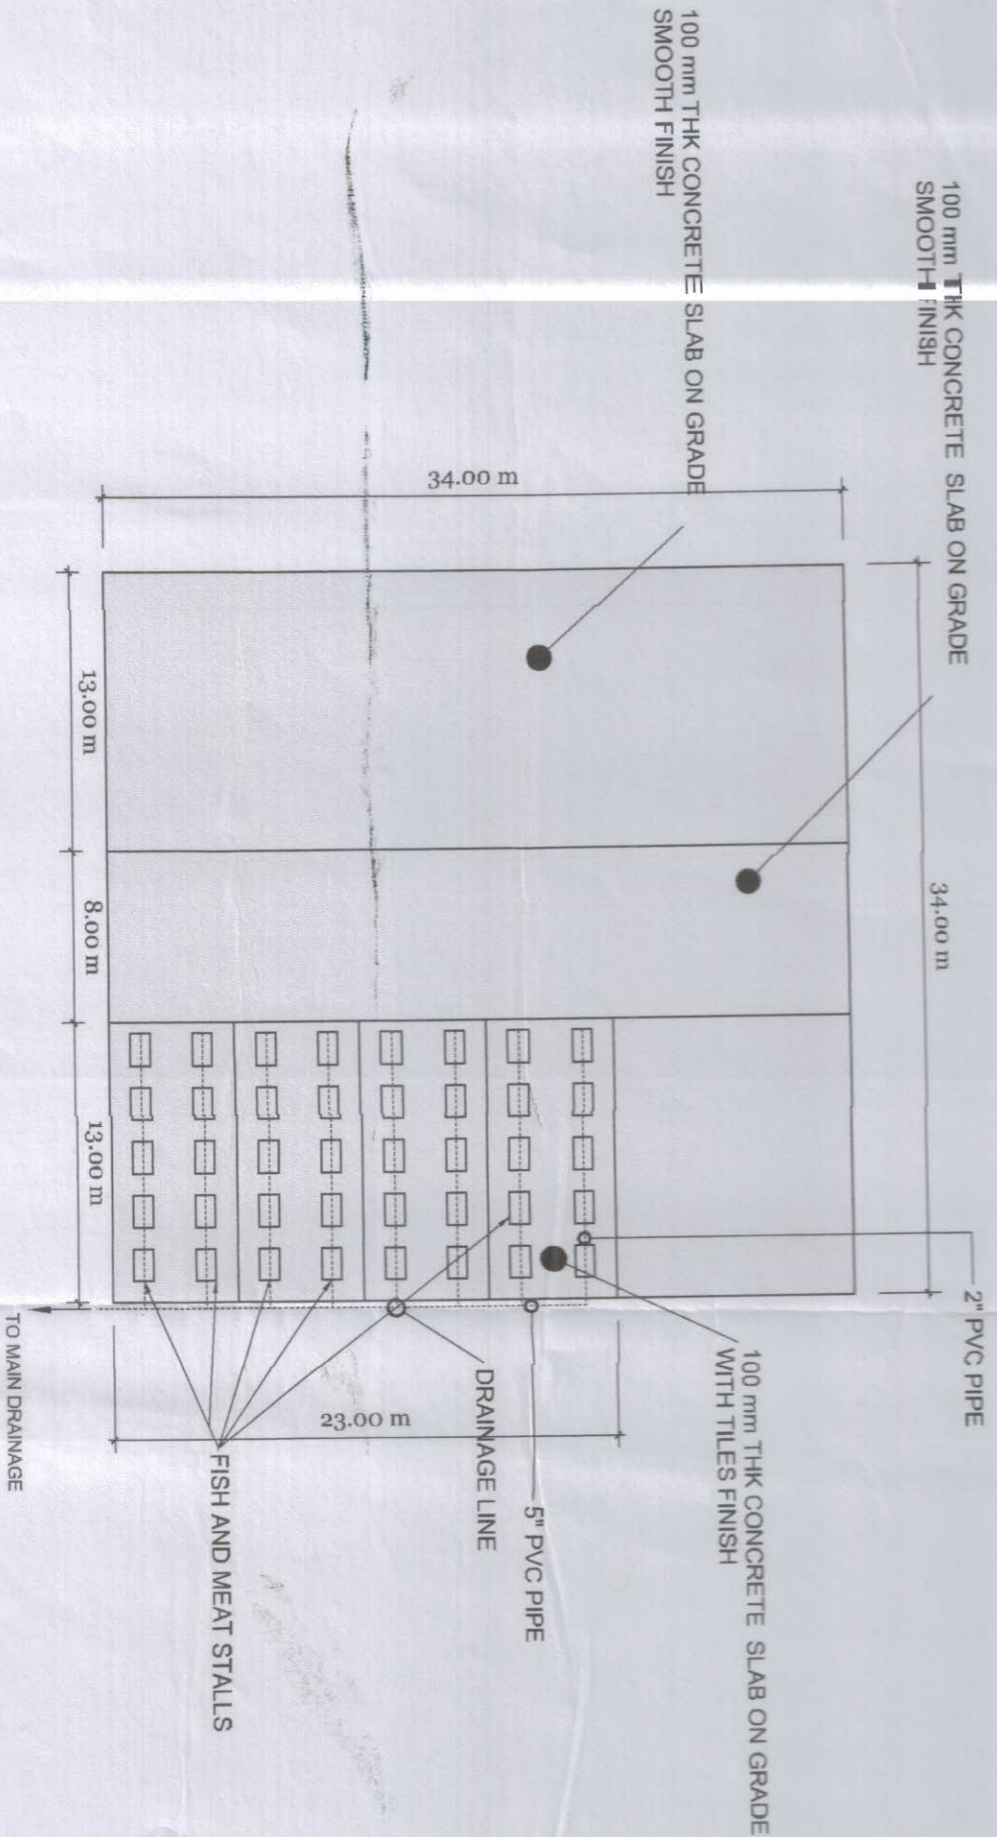 100 mm THK CONCRETE SLAB ON GRADE
SMOOTH FINISH
100 mm THK CONCRETE SLAB ON GRADE
SMOOTH FINISH
34.00 m
34.00 m
13.00 m
8.00 m
13.00 m
2" PVC PIPE
100 mm THK CONCRETE SLAB ON GRADE
WITH TILES FINISH
5" PVC PIPE
DRAINAGE LINE
23.00 m
FISH AND MEAT STALLS
TO MAIN DRAINAGE